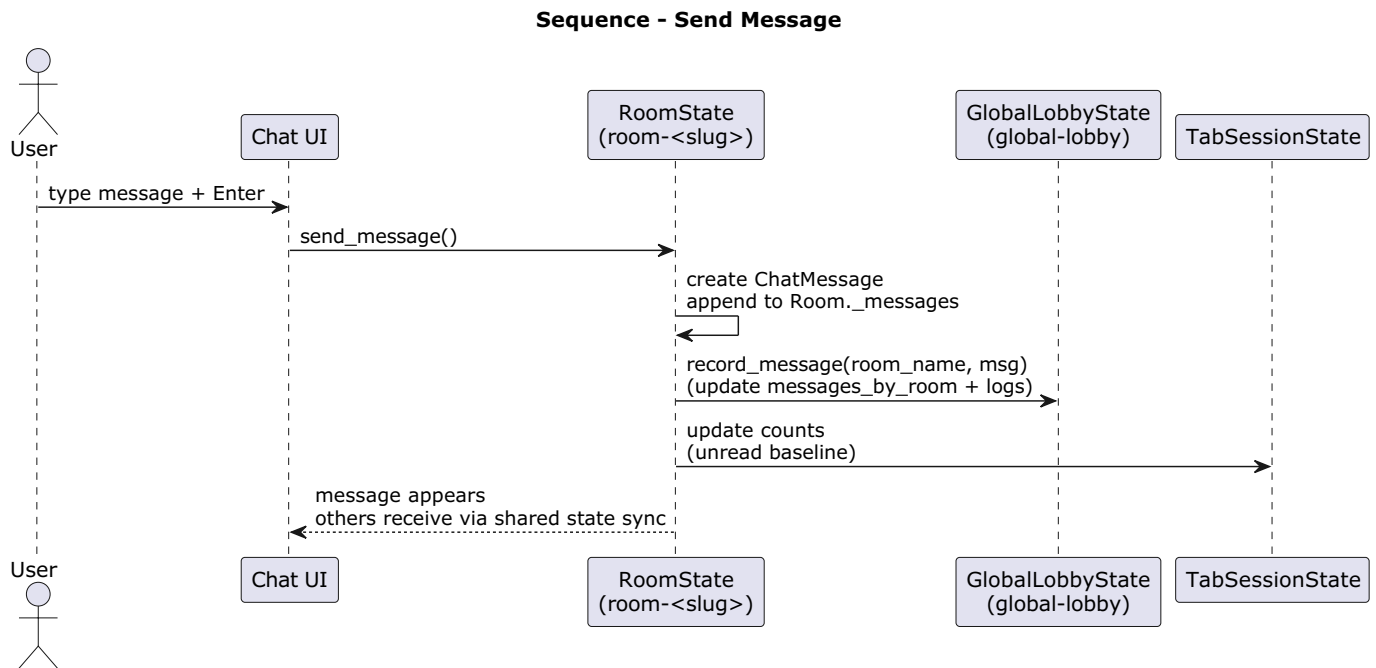 Sequence - Send Message
User
Chat UI
RoomState
(room-<slug>)
GlobalLobbyState
(global-lobby)
TabSessionState
type message + Enter
send_message()
create ChatMessage
append to Room._messages
record_message(room_name, msg)
(update messages_by_room + logs)
update counts
(unread baseline)
message appears
others receive via shared state sync
User
Chat UI
RoomState
(room-<slug>)
GlobalLobbyState
(global-lobby)
TabSessionState